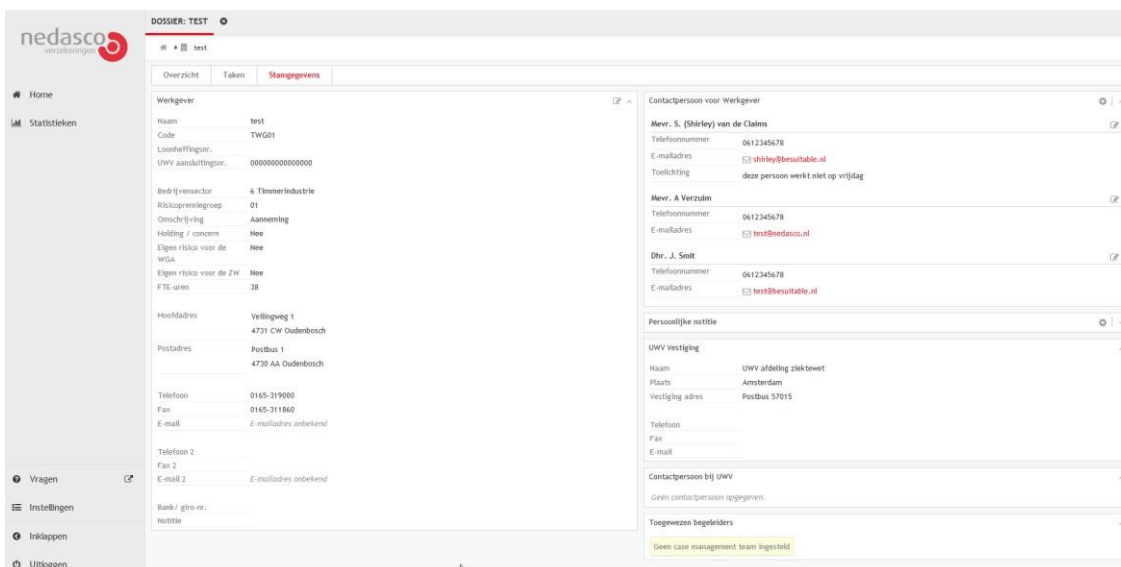 nedasco
verzekeringen
Home
Statistieken
Vragen
Instellingen
Inklappen
Uitloggen
DOSSIER: TEST
test
Overzicht Taken Stamgegevens
Werkgever
Naam test
Code TWG01
Loonheffingsnr.
UWV aansluitingsnr. 000000000000000
Bedrijvensector 6 Timmerindustrie
Risicopremiegroep 01
Omschrijving Aanneming
Holding / concern Nee
Eigen risico voor de Nee
WGA
Eigen risico voor de ZW Nee
FTE-uren 38
Hoofdadres Veilingweg 1
4731 CW Oudenbosch
Postadres Postbus 1
4730 AA Oudenbosch
Telefoon 0165-319000
Fax 0165-311860
E-mail E-mailadres onbekend
Telefoon 2
Fax 2
E-mail 2 E-mailadres onbekend
Bank/ giro-nr.
Notitie
Contactpersoon voor Werkgever
Mevr. S. (Shirley) van de Claims
Telefoonnummer 0612345678
E-mailadres shirley@besuitable.nl
Toelichting deze persoon werkt niet op vrijdag
Mevr. A Verzuim
Telefoonnummer 0612345678
E-mailadres test@nedasco.nl
Dhr. J. Smit
Telefoonnummer 0612345678
E-mailadres test@besuitable.nl
Persoonlijke notitie
UWV Vestiging
Naam UWV afdeling ziektewet
Plaats Amsterdam
Vestiging adres Postbus 57015
Telefoon
Fax
E-mail
Contactpersoon bij UWV
Geen contactpersoon opgegeven.
Toegewezen begeleiders
Geen case management team ingesteld